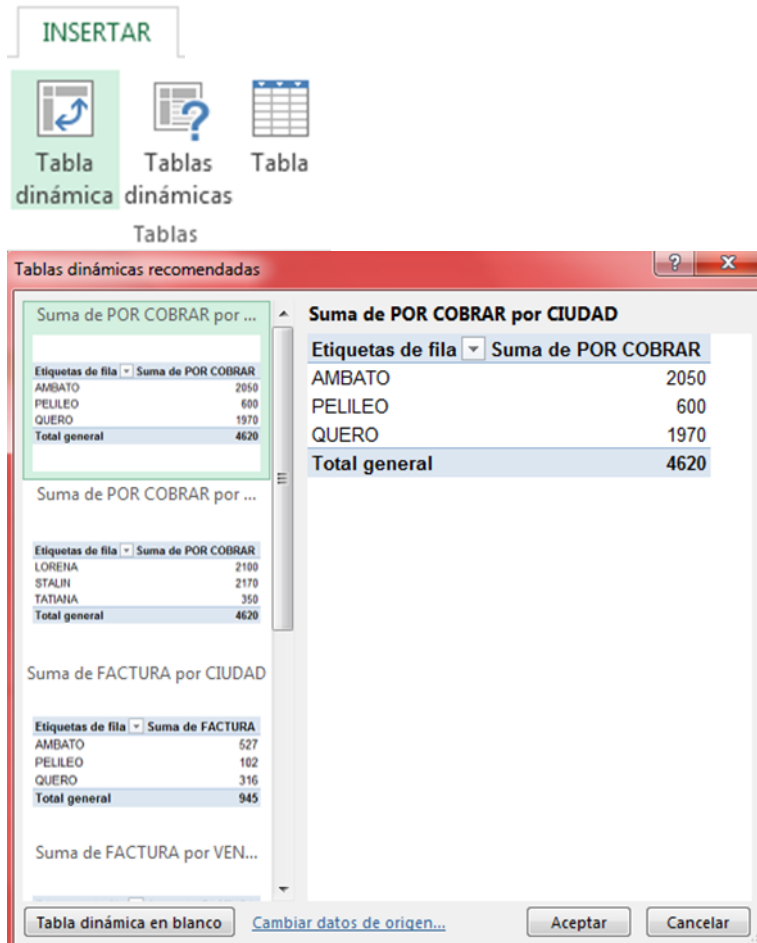 INSERTAR
Tabla dinámica
Tablas dinámicas
Tabla
Tablas
Tablas dinámicas recomendadas
Suma de POR COBRAR por ...
Etiquetas de fila Suma de POR COBRAR
AMBATO 2050
PELILEO 600
QUERO 1970
Total general 4620
Suma de POR COBRAR por ...
Etiquetas de fila Suma de POR COBRAR
LORENA 2100
STALIN 2170
TATIANA 350
Total general 4620
Suma de FACTURA por CIUDAD
Etiquetas de fila Suma de FACTURA
AMBATO 527
PELILEO 102
QUERO 316
Total general 945
Suma de FACTURA por VEN...
Suma de POR COBRAR por CIUDAD
Etiquetas de fila Suma de POR COBRAR
AMBATO 2050
PELILEO 600
QUERO 1970
Total general 4620
Tabla dinámica en blanco
Cambiar datos de origen...
Aceptar
Cancelar